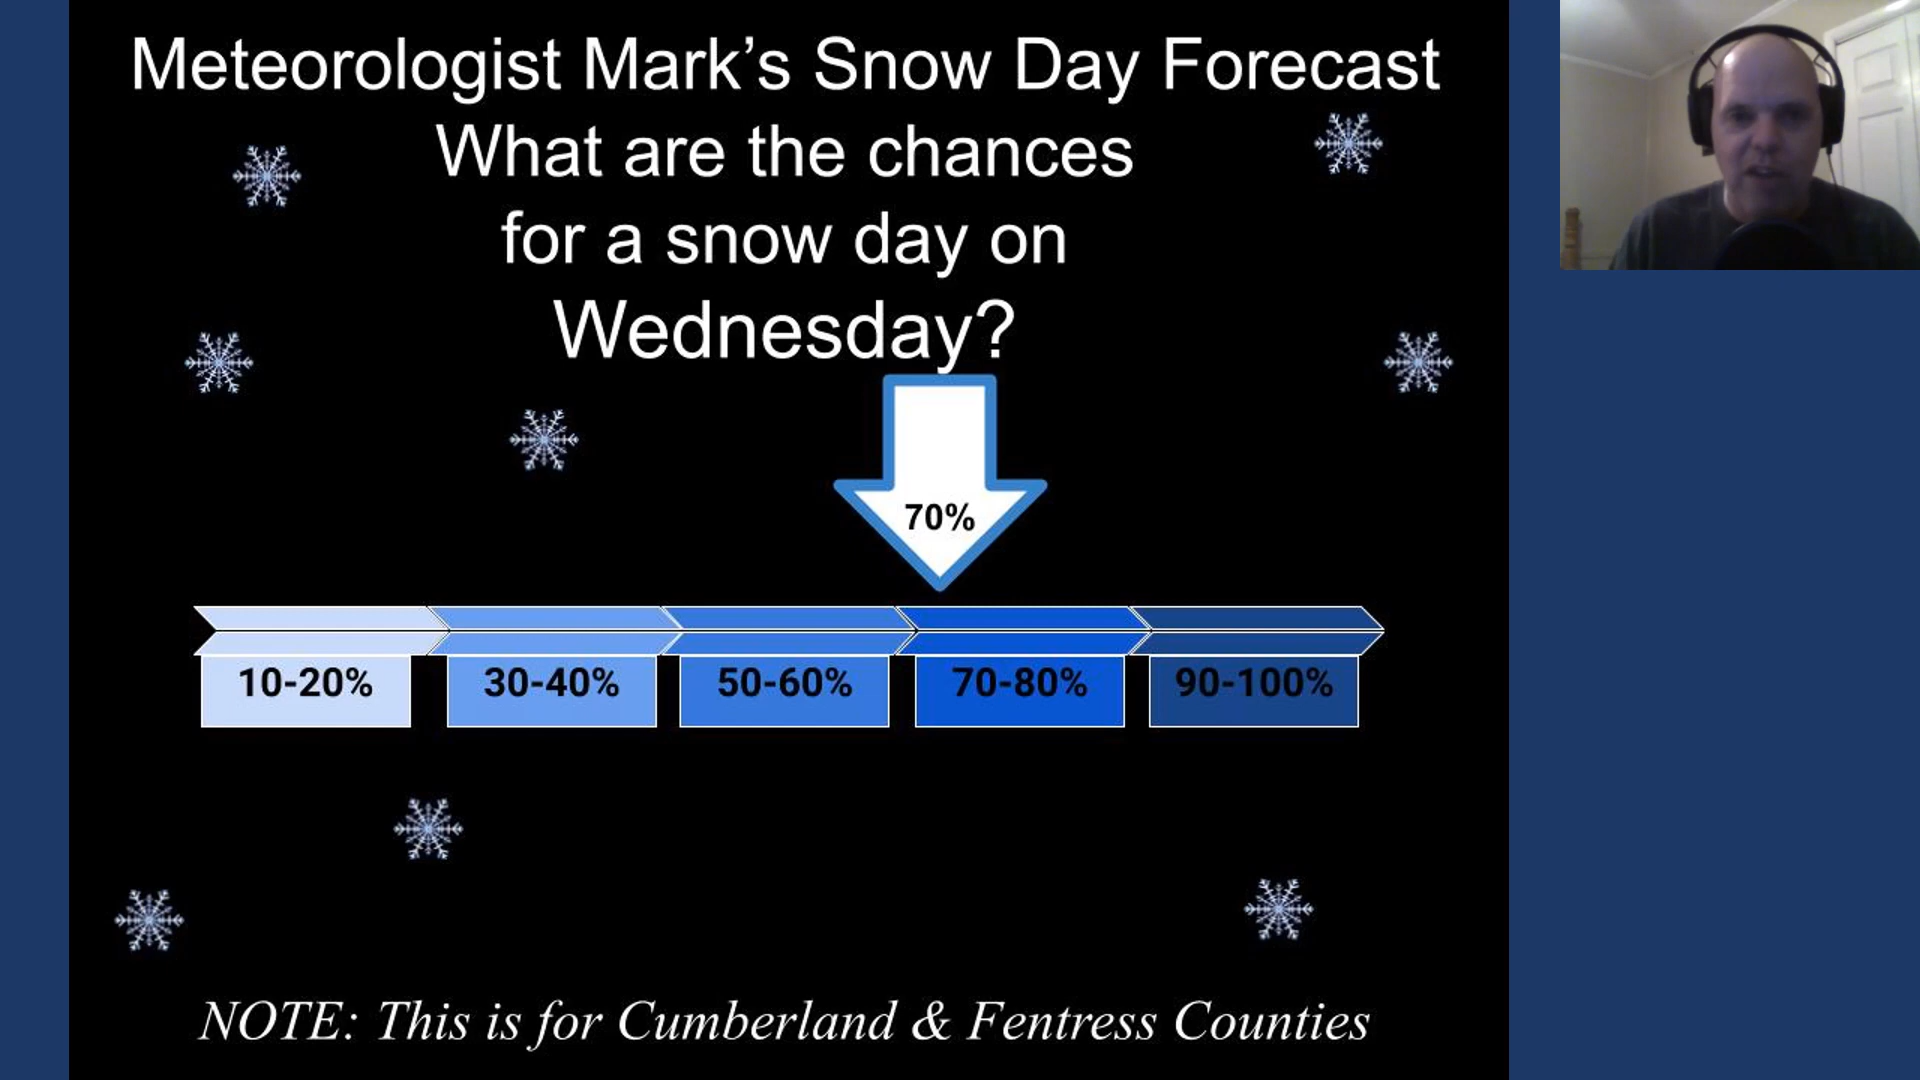 Meteorologist Mark’s Snow Day Forecast
What are the chances
for a snow day on
Wednesday?
70%
10-20% 30-40% 50-60% 70-80% 90-100%
NOTE: This is for Cumberland & Fentress Counties